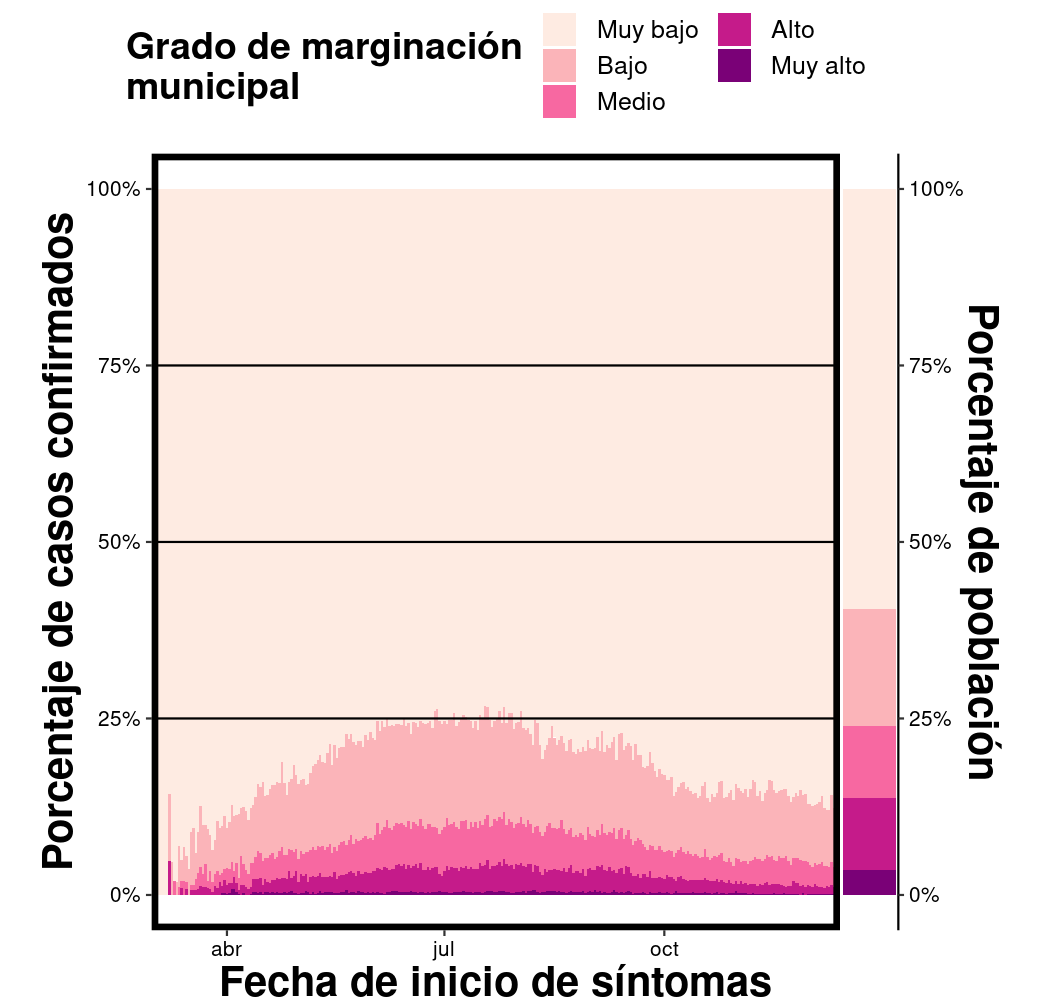 Grado de marginación
municipal
Muy bajo
Bajo
Medio
Alto
Muy alto
Porcentaje de casos confirmados
100%
75%
50%
25%
0%
abr
jul
oct
Fecha de inicio de síntomas
100%
75%
50%
25%
0%
Porcentaje de población